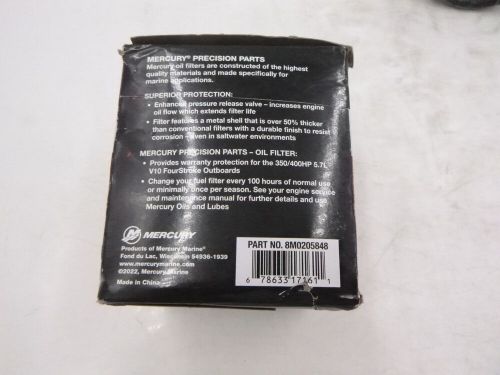 MERCURY® PRECISION PARTS
Mercury oil filters are constructed of the highest
quality materials and made specifically for
marine applications.
SUPERIOR PROTECTION:
• Enhanced pressure release valve – increases engine
oil flow which extends filter life
• Filter features a metal shell that is over 50% thicker
than conventional filters with a durable finish to resist
corrosion – even in saltwater environments
MERCURY PRECISION PARTS – OIL FILTER:
• Provides warranty protection for the 350/400HP 5.7L
V10 FourStroke Outboards
• Change your fuel filter every 100 hours of normal use
or minimally once per season. See your engine service
and maintenance manual for further details and use
Mercury Oils and Lubes
MERCURY
Products of Mercury Marine®
Fond du Lac, Wisconsin 54936-1939
www.mercurymarine.com
©2022, Mercury Marine
Made in China
PART NO. 8M0205848
6 78633 17161 1